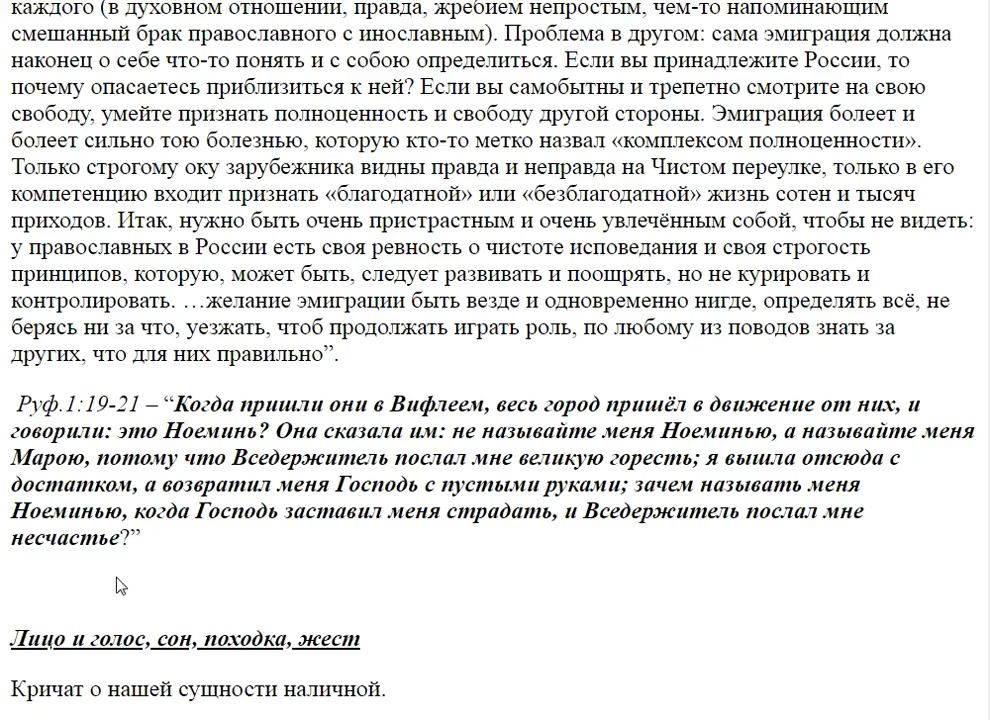 каждого (в духовном отношении, правда, жребием непростым, чем-то напоминающим
смешанный брак православного с инославным). Проблема в другом: сама эмиграция должна
наконец о себе что-то понять и с собою определиться. Если вы принадлежите России, то
почему опасаетесь приблизиться к ней? Если вы самобытны и трепетно смотрите на свою
свободу, умейте признать полноценность и свободу другой стороны. Эмиграция болеет и
болеет сильно тою болезнью, которую кто-то метко назвал «комплексом полноценности».
Только строгому оку зарубежника видны правда и неправда на Чистом переулке, только в его
компетенцию входит признать «благодатной» или «безблагодатной» жизнь сотен и тысяч
приходов. Итак, нужно быть очень пристрастным и очень увлечённым собой, чтобы не видеть:
у православных в России есть своя ревность о чистоте исповедания и своя строгость
принципов, которую, может быть, следует развивать и поощрять, но не курировать и
контролировать. …желание эмиграции быть везде и одновременно нигде, определять всё, не
берясь ни за что, уезжать, чтоб продолжать играть роль, по любому из поводов знать за
других, что для них правильно”.
Руф.1:19-21 – “Когда пришли они в Вифлеем, весь город пришёл в движение от них, и
говорили: это Ноеминь? Она сказала им: не называйте меня Ноеминью, а называйте меня
Марою, потому что Вседержитель послал мне великую горесть; я вышла отсюда с
достатком, а возвратил меня Господь с пустыми руками; зачем называть меня
Ноеминью, когда Господь заставил меня страдать, и Вседержитель послал мне
несчастье?”
Лицо и голос, сон, походка, жест
Кричат о нашей сущности наличной.